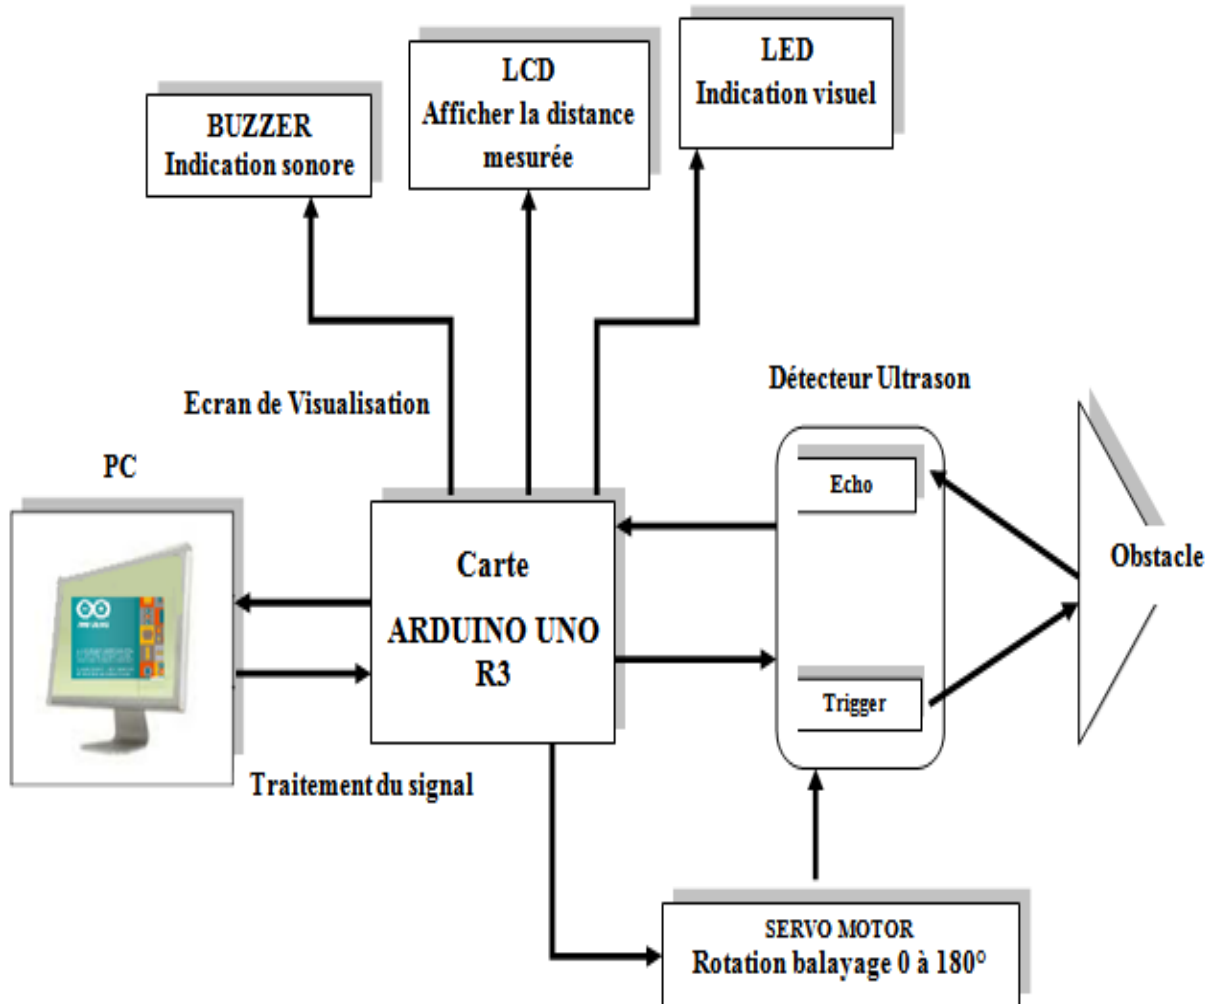 LED
Indication visuel
LCD
Afficher la distance
mesurée
BUZZER
Indication sonore
Détecteur Ultrason
Ecran de Visualisation
PC
Echo
Obstacle
Carte
ARDUINO UNO
R3
Trigger
Traitement du signal
SERVO MOTOR
Rotation balayage 0 à 180°